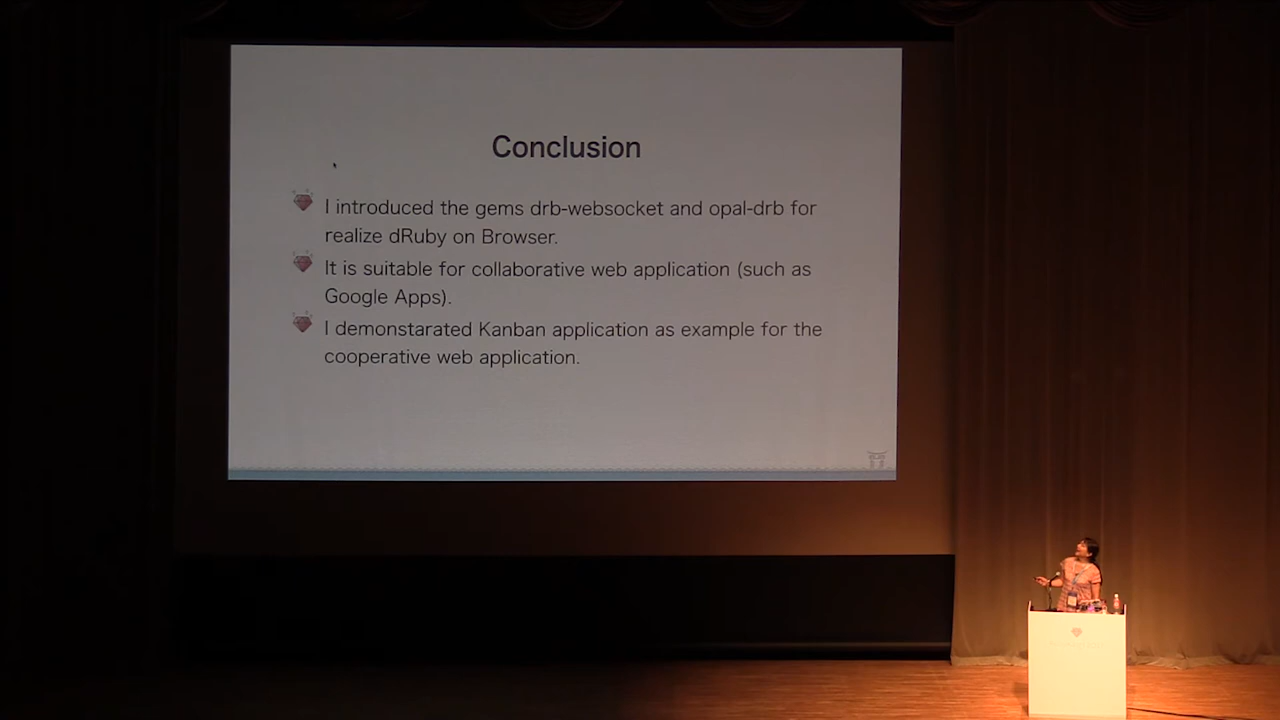 Conclusion
I introduced the gems drb-websocket and opal-drb for
realize dRuby on Browser.
It is suitable for collaborative web application (such as
Google Apps).
I demonstarated Kanban application as example for the
cooperative web application.